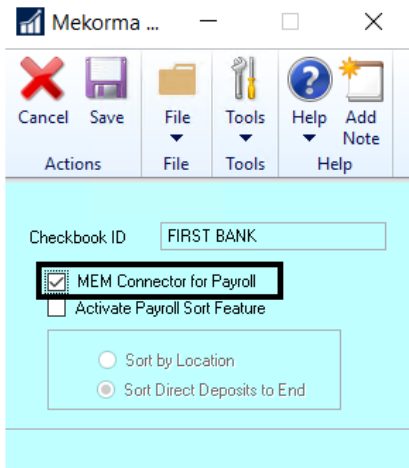 Mekorma ...
Cancel Save File Tools Help Add Note
Actions File Tools Help
Checkbook ID FIRST BANK
MEM Connector for Payroll
Activate Payroll Sort Feature
Sort by Location
Sort Direct Deposits to End